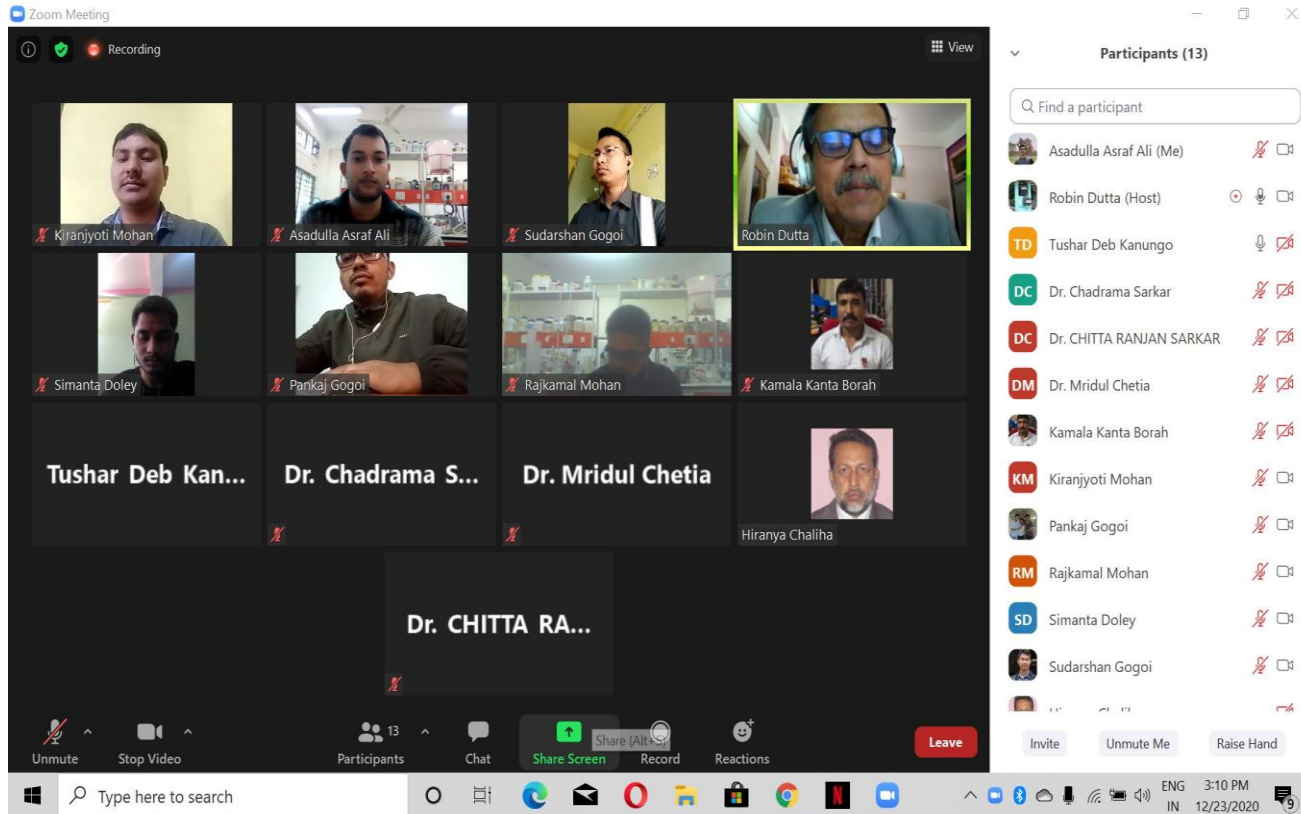 Zoom Meeting
Recording
View
Kiranjyoti Mohan
Asadulla Asraf Ali
Sudarshan Gogoi
Robin Dutta
Simanta Doley
Pankaj Gogoi
Rajkamal Mohan
Kamala Kanta Borah
Tushar Deb Kan...
Dr. Chadrama S...
Dr. Mridul Chetia
Hiranya Chaliha
Dr. CHITTA RA...
Unmute
Stop Video
Participants
13
Chat
Share Screen
Share (Alt+S)
Record
Reactions
Leave
Participants (13)
Find a participant
Asadulla Asraf Ali (Me)
Robin Dutta (Host)
TD Tushar Deb Kanungo
DC Dr. Chadrama Sarkar
DC Dr. CHITTA RANJAN SARKAR
DM Dr. Mridul Chetia
Kamala Kanta Borah
KM Kiranjyoti Mohan
Pankaj Gogoi
RM Rajkamal Mohan
SD Simanta Doley
Sudarshan Gogoi
Invite
Unmute Me
Raise Hand
Type here to search
N
ENG
IN
3:10 PM
12/23/2020
9